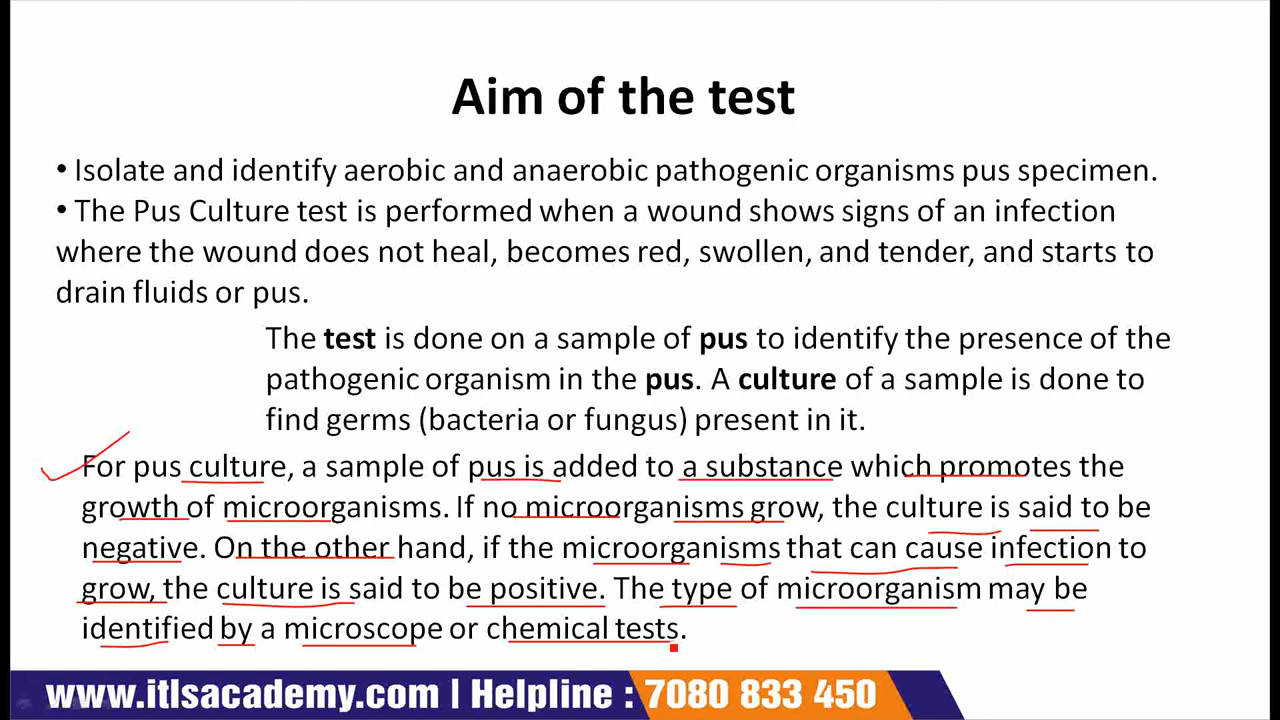 Aim of the test
• Isolate and identify aerobic and anaerobic pathogenic organisms pus specimen.
• The Pus Culture test is performed when a wound shows signs of an infection
where the wound does not heal, becomes red, swollen, and tender, and starts to
drain fluids or pus.
The test is done on a sample of pus to identify the presence of the
pathogenic organism in the pus. A culture of a sample is done to
find germs (bacteria or fungus) present in it.
For pus culture, a sample of pus is added to a substance which promotes the
growth of microorganisms. If no microorganisms grow, the culture is said to be
negative. On the other hand, if the microorganisms that can cause infection to
grow, the culture is said to be positive. The type of microorganism may be
identified by a microscope or chemical tests.
www.itlsacademy.com | Helpline : 7080 833 450